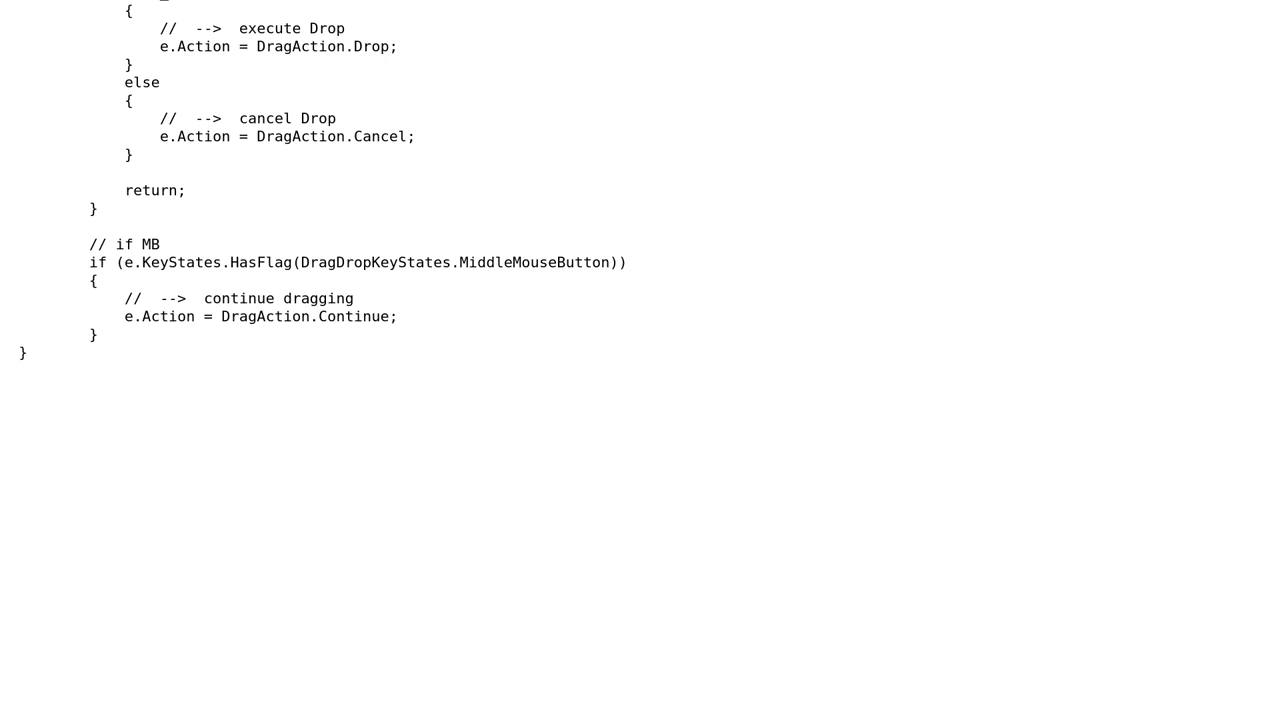 {
//  -->  execute Drop
e.Action = DragAction.Drop;
}
else
{
//  -->  cancel Drop
e.Action = DragAction.Cancel;
}
return;
}
// if MB
if (e.KeyStates.HasFlag(DragDropKeyStates.MiddleMouseButton))
{
//  -->  continue dragging
e.Action = DragAction.Continue;
}
}